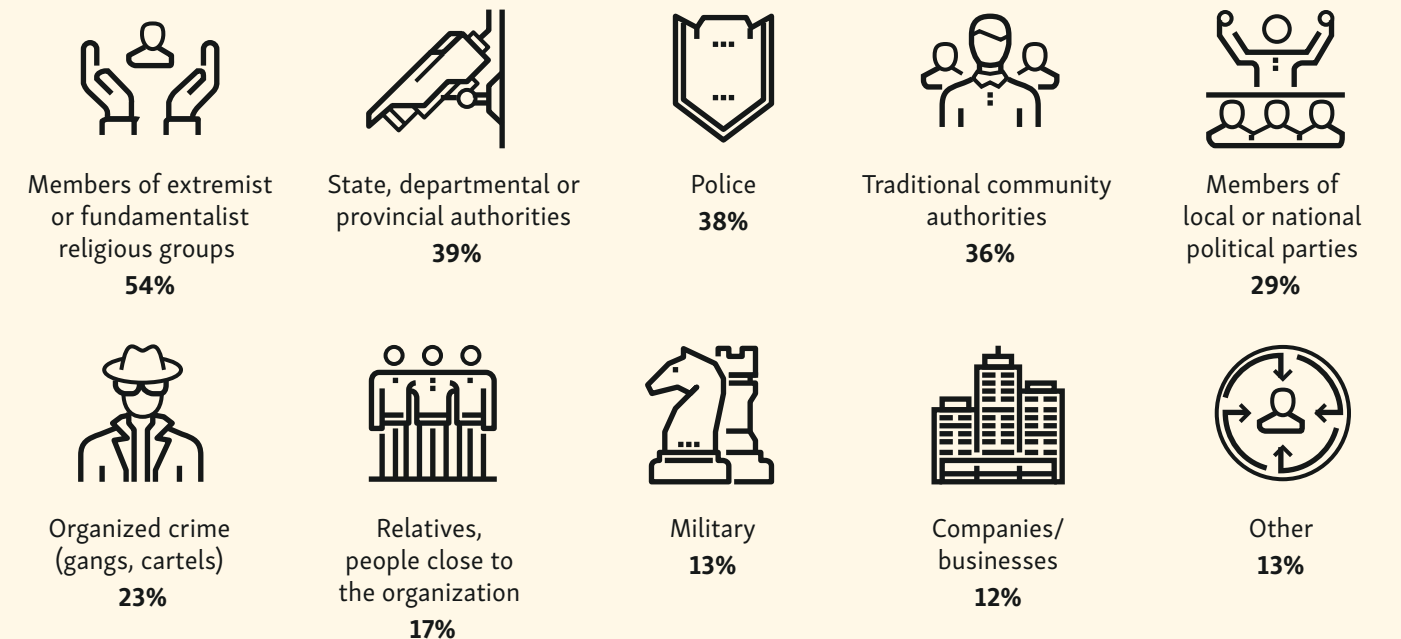 Members of extremist
or fundamentalist
religious groups
54%
State, departmental or
provincial authorities
39%
Police
38%
Traditional community
authorities
36%
Members of
local or national
political parties
29%
Organized crime
(gangs, cartels)
23%
Relatives,
people close to
the organization
17%
Military
13%
Companies/
businesses
12%
Other
13%